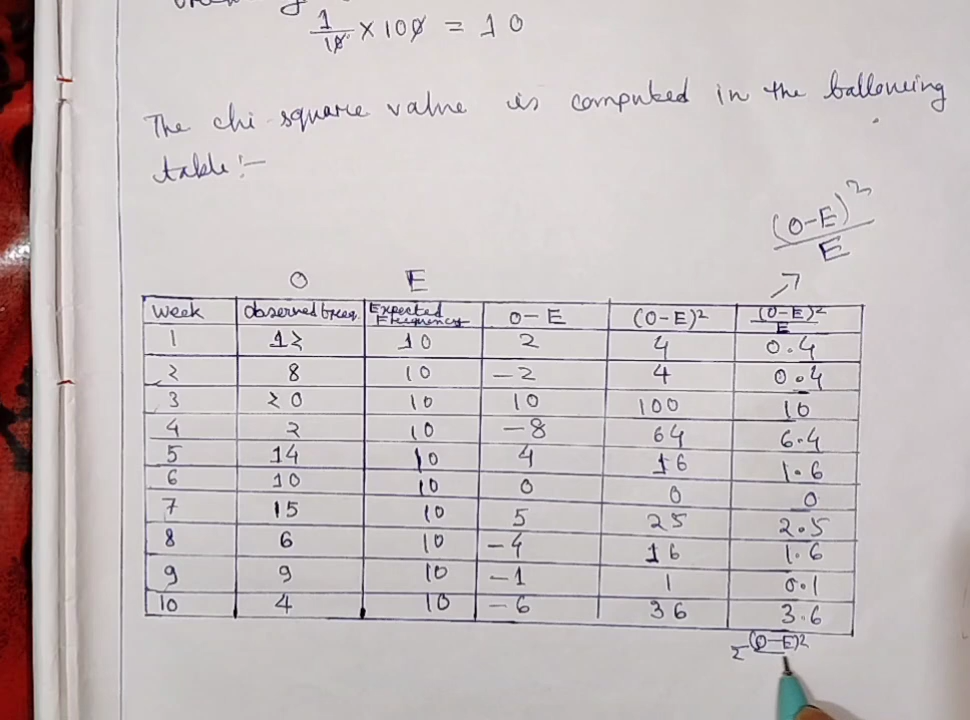 1/10 × 100 = 10
The chi square value is computed in the following
table:-
(O-E)²/E
O E
Week Observed freq. Expected Frequency O-E (O-E)² (O-E)²/E
1 12 10 2 4 0.4
2 8 10 -2 4 0.4
3 20 10 10 100 10
4 2 10 -8 64 6.4
5 14 10 4 16 1.6
6 10 10 0 0 0
7 15 10 5 25 2.5
8 6 10 -4 16 1.6
9 9 10 -1 1 0.1
10 4 10 -6 36 3.6
Σ(O-E)²